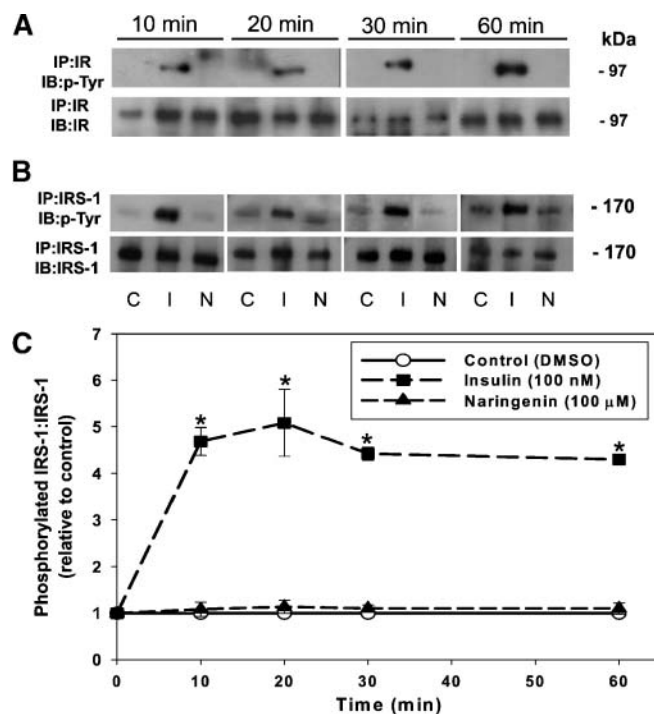 A
10 min 20 min 30 min 60 min kDa
IP:IR
IB:p-Tyr
- 97
IP:IR
IB:IR
- 97
B
IP:IRS-1
IB:p-Tyr
- 170
IP:IRS-1
IB:IRS-1
- 170
C I N C I N C I N C I N
C
7
6
5
4
3
2
1
0
Phosphorylated IRS-1:IRS-1
(relative to control)
Control (DMSO)
Insulin (100 nM)
Naringenin (100 μM)
* * * *
0 10 20 30 40 50 60
Time (min)